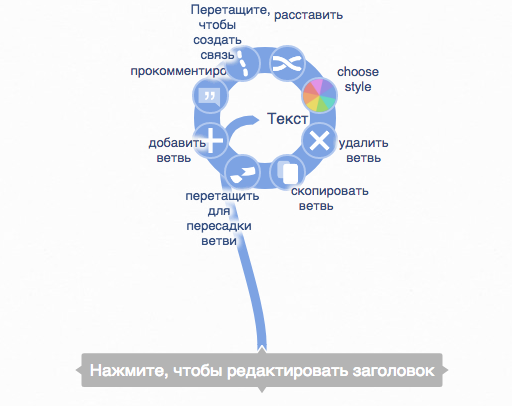 Перетащите,
чтобы
создать
связь
расставить
прокомментиро
choose
style
Текст
добавить
ветвь
удалить
ветвь
перетащить
для
пересадки
ветви
скопировать
ветвь
Нажмите, чтобы редактировать заголовок